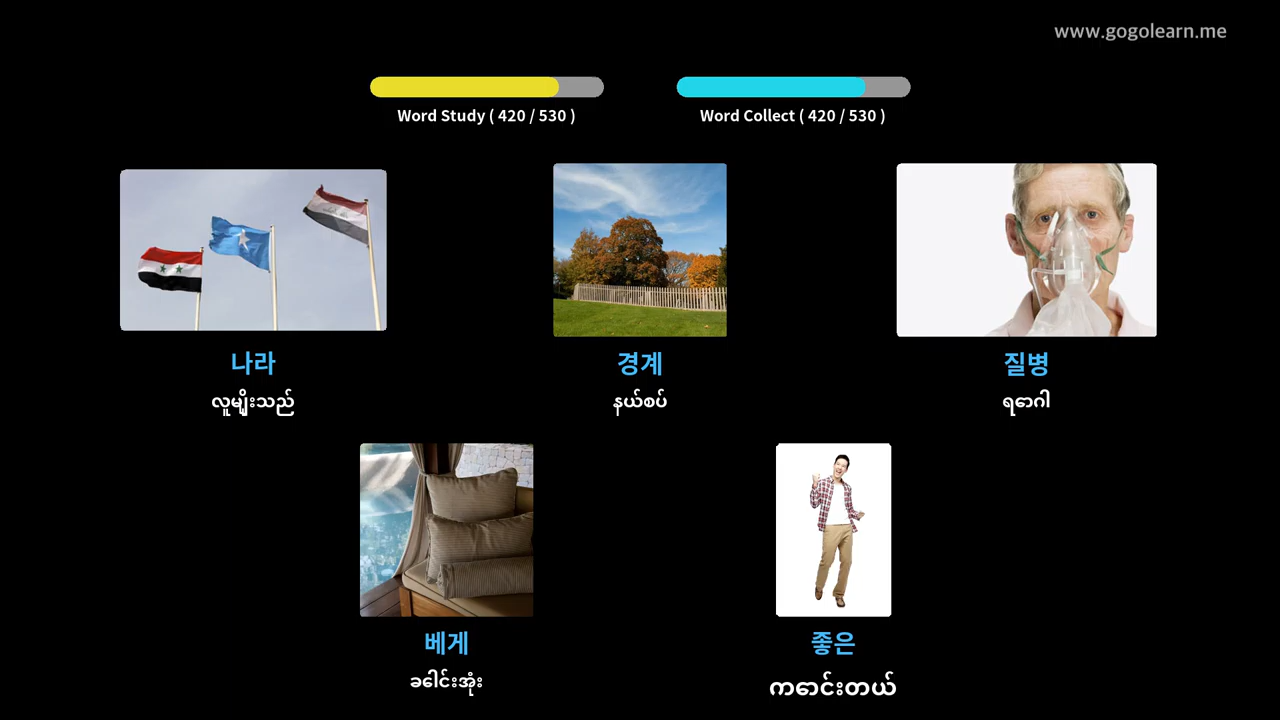 www.gogolearn.me
Word Study ( 420 / 530 )
Word Collect ( 420 / 530 )
나라
လူမျိုးသည်
경계
နယ်စပ်
질병
ရောဂါ
베게
ခေါင်းအုံး
좋은
ကောင်းတယ်